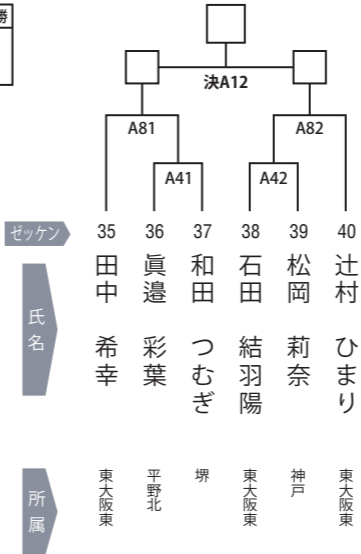 勝
決A12
A81 A82
A41 A42
ゼッケン 35 36 37 38 39 40
氏名
田中 希幸
眞邉 彩葉
和田 つむぎ
石田 結羽陽
松岡 莉奈
辻村 ひまり
所属
東大阪東
平野北
堺
東大阪東
神戸
東大阪東